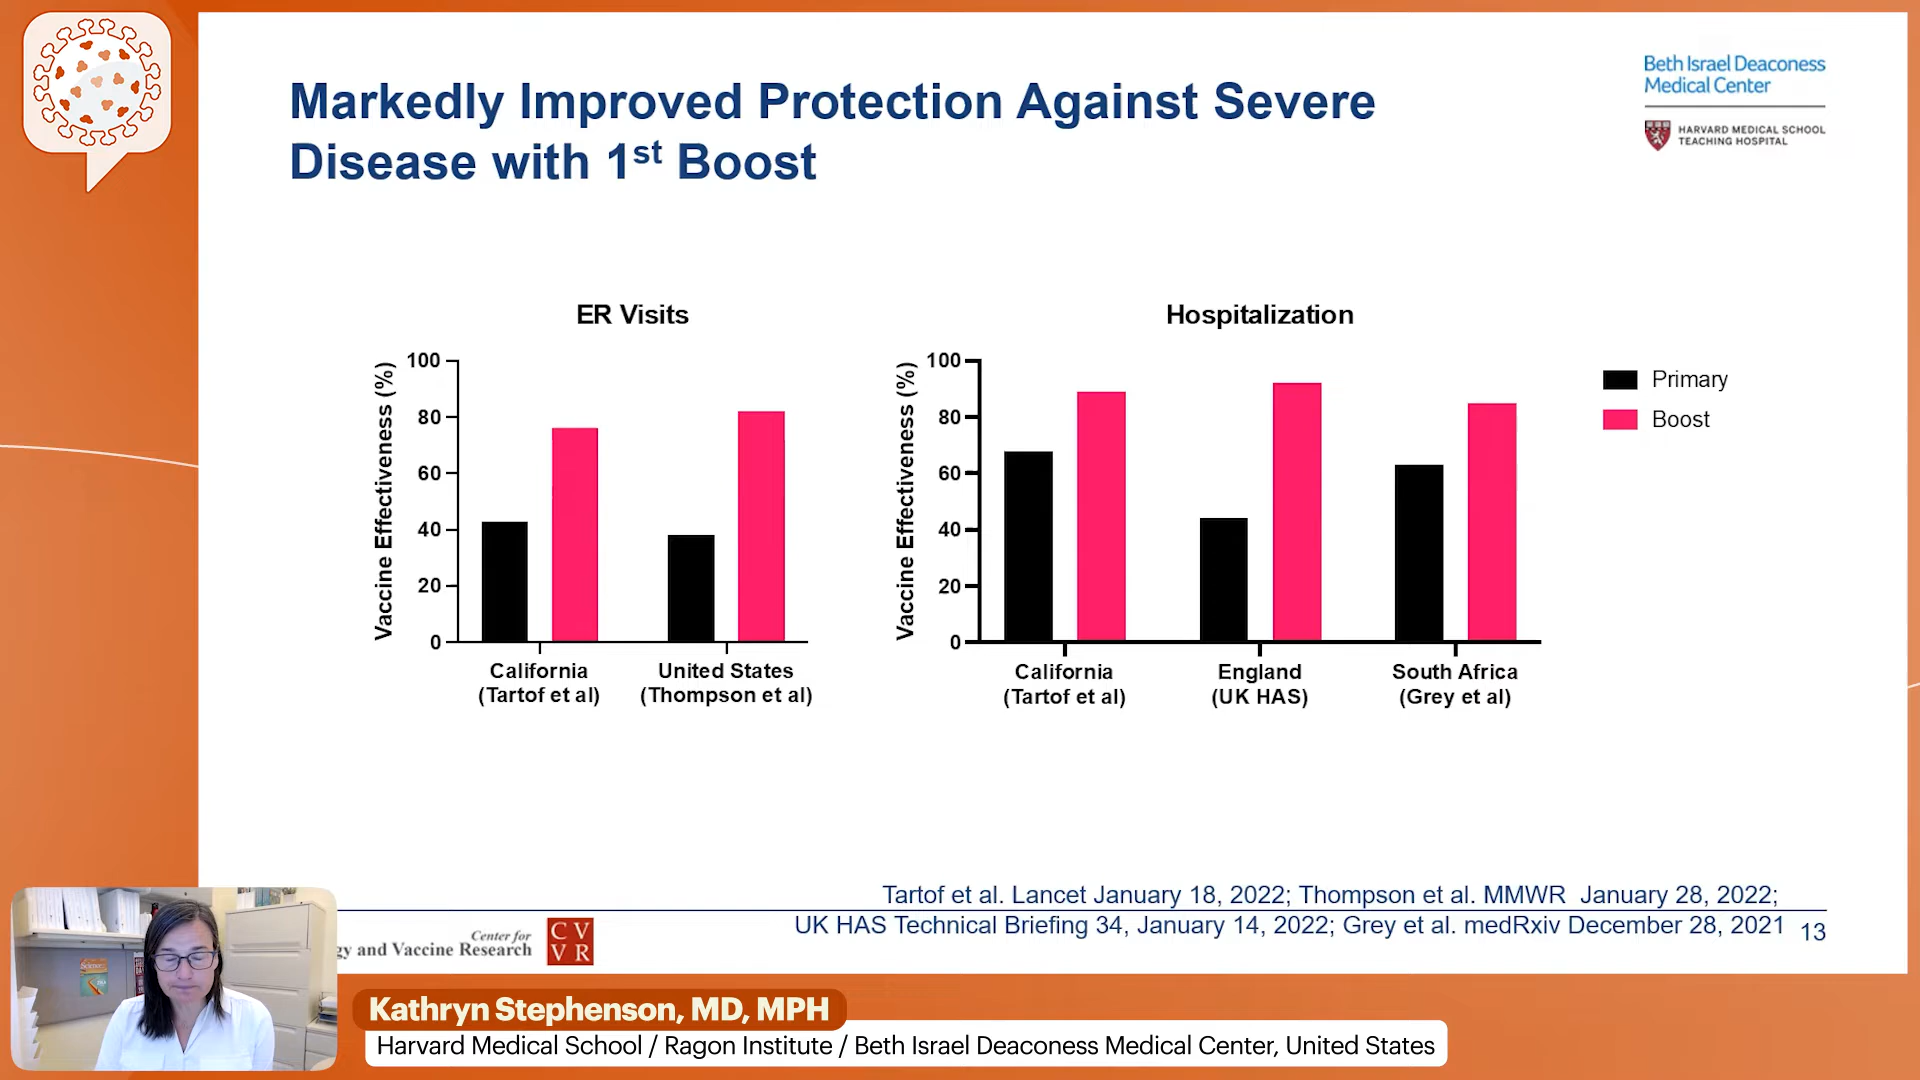 Markedly Improved Protection Against Severe
Disease with 1st Boost
Beth Israel Deaconess
Medical Center
HARVARD MEDICAL SCHOOL
TEACHING HOSPITAL
ER Visits
Vaccine Effectiveness (%)
100
80
60
40
20
0
California
(Tartof et al)
United States
(Thompson et al)
Hospitalization
Vaccine Effectiveness (%)
100
80
60
40
20
0
California
(Tartof et al)
England
(UK HAS)
South Africa
(Grey et al)
Primary
Boost
Tartof et al. Lancet January 18, 2022; Thompson et al. MMWR January 28, 2022;
UK HAS Technical Briefing 34, January 14, 2022; Grey et al. medRxiv December 28, 2021
13
Center for
gy and Vaccine Research
CV
VR
Kathryn Stephenson, MD, MPH
Harvard Medical School / Ragon Institute / Beth Israel Deaconess Medical Center, United States